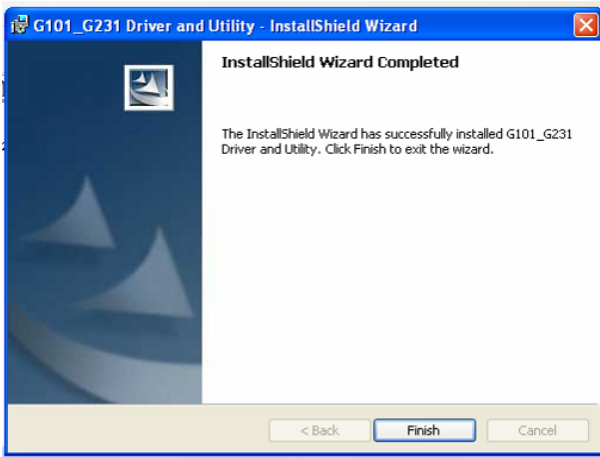 G101_G231 Driver and Utility - InstallShield Wizard
InstallShield Wizard Completed
The InstallShield Wizard has successfully installed G101_G231
Driver and Utility. Click Finish to exit the wizard.
< Back
Finish
Cancel